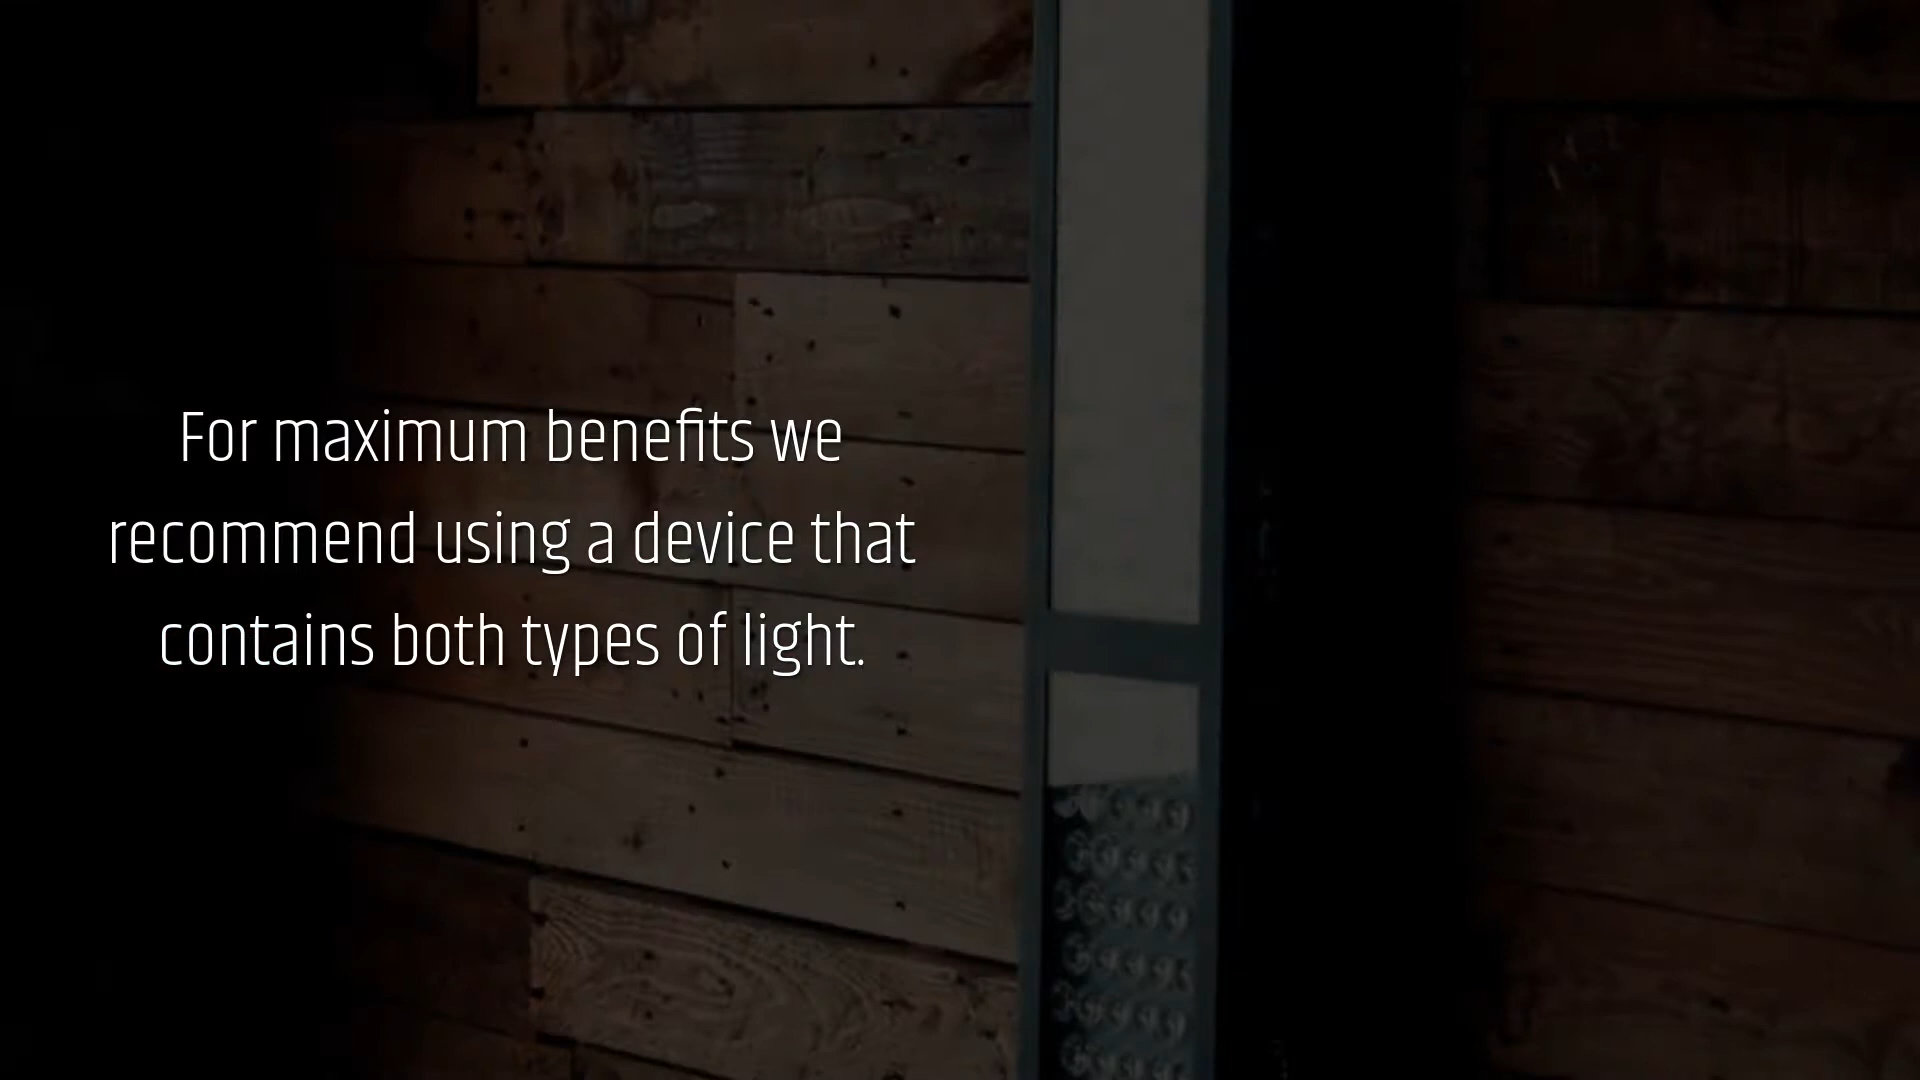 For maximum benefits we
recommend using a device that
contains both types of light.